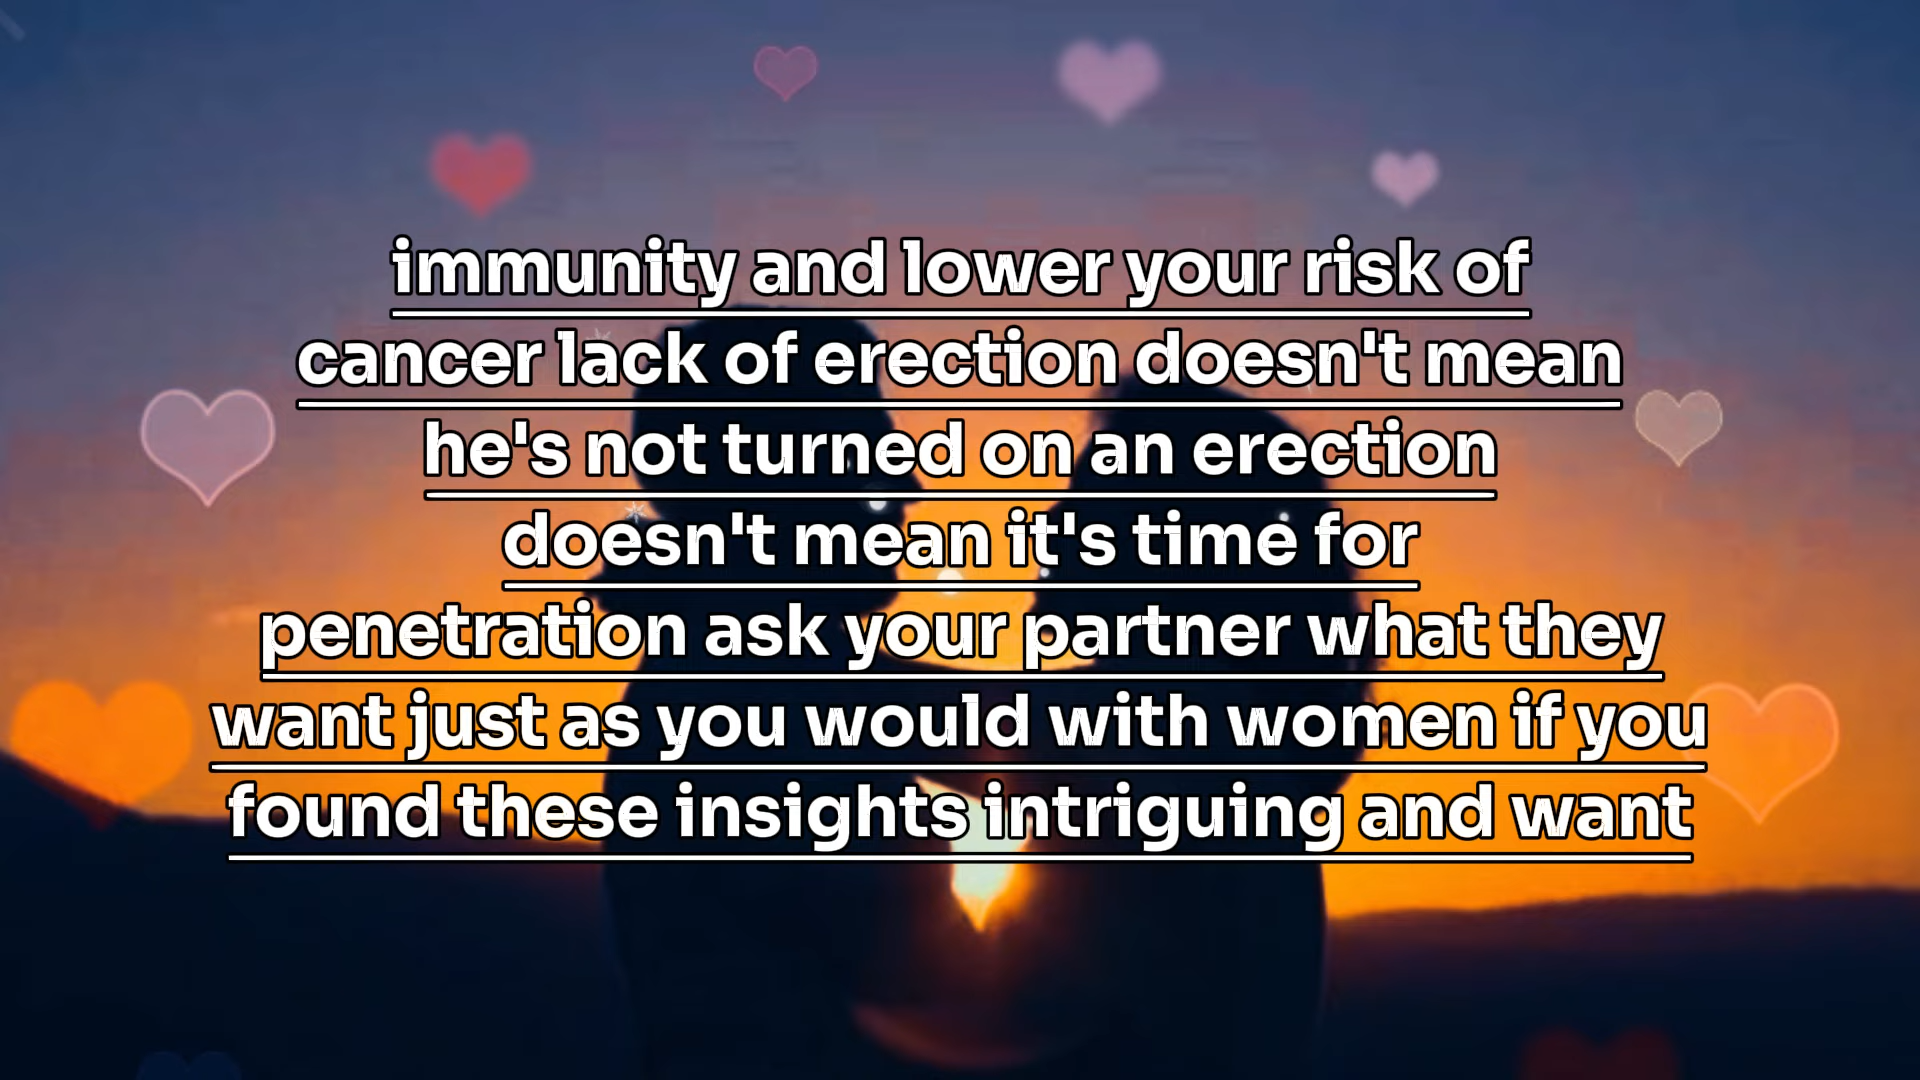 immunity and lower your risk of
cancer lack of erection doesn't mean
he's not turned on an erection
doesn't mean it's time for
penetration ask your partner what they
want just as you would with women if you
found these insights intriguing and want